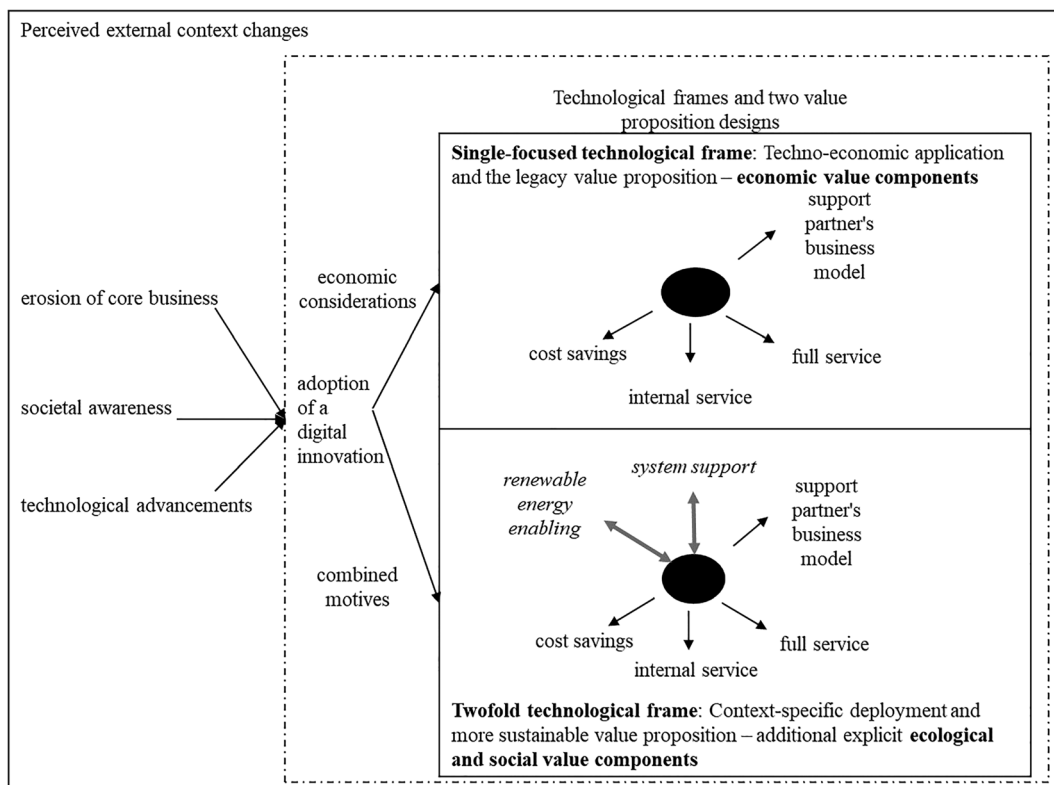 Perceived external context changes
Technological frames and two value
proposition designs
Single-focused technological frame: Techno-economic application
and the legacy value proposition – economic value components
support
partner's
business
model
cost savings
full service
internal service
erosion of core business
societal awareness
technological advancements
economic
considerations
adoption
of a
digital
innovation
combined
motives
renewable
energy
enabling
system support
support
partner's
business
model
cost savings
full service
internal service
Twofold technological frame: Context-specific deployment and
more sustainable value proposition – additional explicit ecological
and social value components